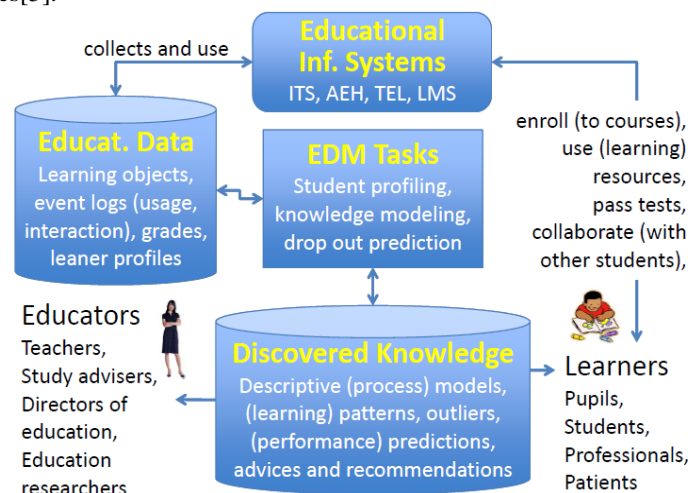 es[5].
collects and use
Educational
Inf. Systems
ITS, AEH, TEL, LMS
enroll (to courses),
use (learning)
resources,
pass tests,
collaborate (with
other students),
Educat. Data
Learning objects,
event logs (usage,
interaction), grades,
leaner profiles
EDM Tasks
Student profiling,
knowledge modeling,
drop out prediction
Educators
Teachers,
Study advisers,
Directors of
education,
Education
researchers
Discovered Knowledge
Descriptive (process) models,
(learning) patterns, outliers,
(performance) predictions,
advices and recommendations
Learners
Pupils,
Students,
Professionals,
Patients